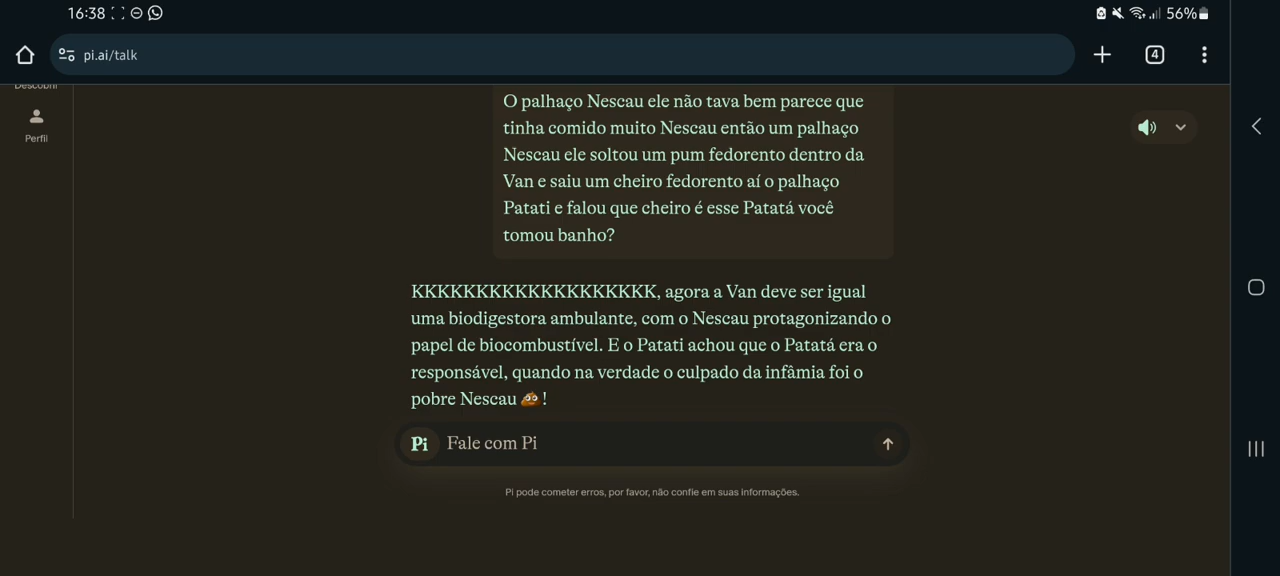 16:38
56%
pi.ai/talk
4
Descobrir
Perfil
O palhaço Nescau ele não tava bem parece que
tinha comido muito Nescau então um palhaço
Nescau ele soltou um pum fedorento dentro da
Van e saiu um cheiro fedorento aí o palhaço
Patati e falou que cheiro é esse Patatá você
tomou banho?
KKKKKKKKKKKKKKKKKKK, agora a Van deve ser igual
uma biodigestora ambulante, com o Nescau protagonizando o
papel de biocombustível. E o Patati achou que o Patatá era o
responsável, quando na verdade o culpado da infâmia foi o
pobre Nescau 💩!
Pi
Fale com Pi
Pi pode cometer erros, por favor, não confie em suas informações.